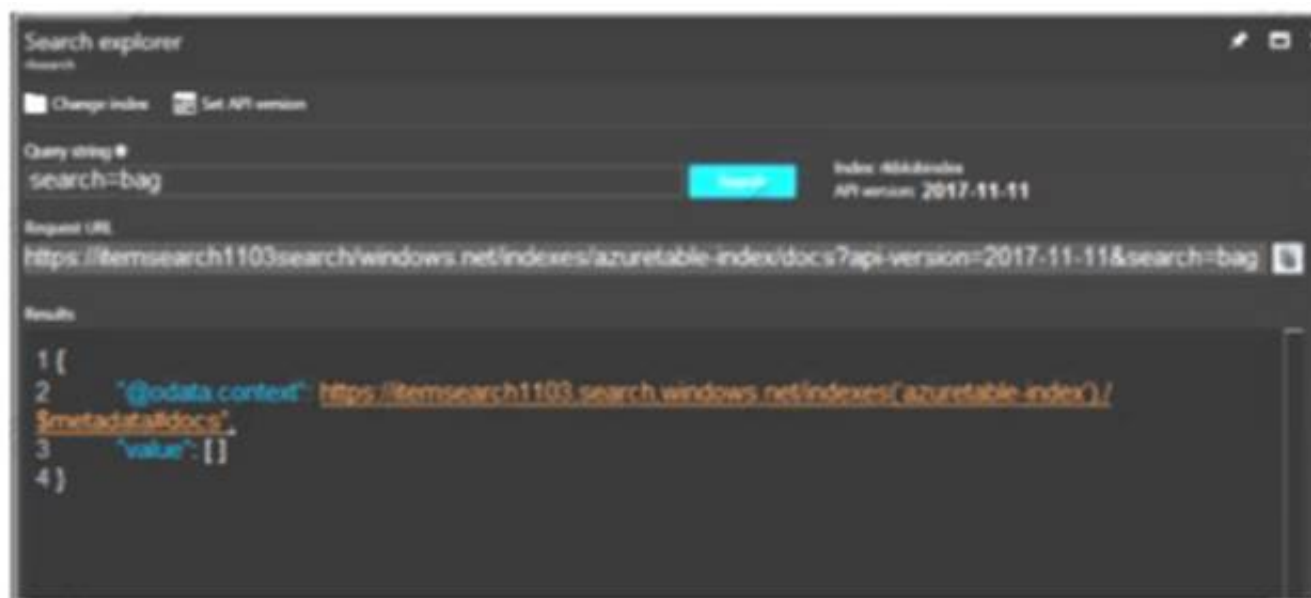 Search explorer
Change index Set API version
Query string
search=bag
Search
Index:
API version: 2017-11-11
Request URL
https://itemsearch1103search/windows.net/indexes/azuretable-index/docs?api-version=2017-11-11&search=bag
Results
1 {
2 "@odata.context": https://itemsearch1103.search.windows.net/indexes('azuretable-index') /
$metadatalldocs",
3 "value": [ ]
4 }